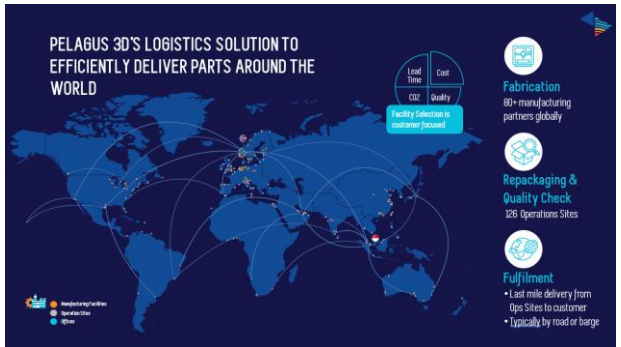 PELAGUS 3D'S LOGISTICS SOLUTION TO
EFFICIENTLY DELIVER PARTS AROUND THE
WORLD
Lead
Time
Cost
CO2
Quality
Facility Selection is
customer focused
Fabrication
80+ manufacturing
partners globally
Repackaging &
Quality Check
126 Operations Sites
Fulfilment
• Last mile delivery from
Ops Sites to customer
• Typically by road or barge
Manufacturing Facilities
Operation Sites
Offices